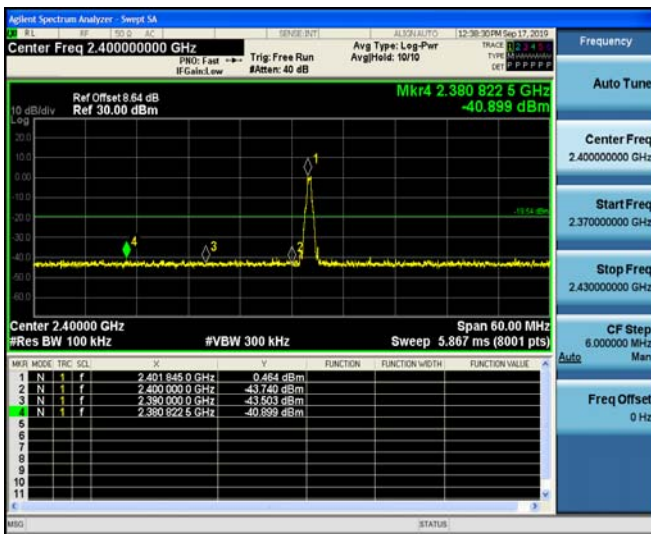 Agilent Spectrum Analyzer - Swept SA
RL RF 50 Ω AC SENSE:INT ALIGN AUTO 12:38:30 PM Sep 17, 2019
Center Freq 2.400000000 GHz
PNO: Fast
IFGain:Low
Trig: Free Run
#Atten: 40 dB
Avg Type: Log-Pwr
Avg|Hold: 10/10
TRACE 1 2 3 4 5 6
TYPE M
DET P P P P P P
Mkr4 2.380 822 5 GHz
-40.899 dBm
Ref Offset 8.64 dB
Ref 30.00 dBm
10 dB/div
Log
20.0
10.0
0.00
-10.0
-20.0
-30.0
-40.0
-50.0
-60.0
1
2
3
4
Center 2.40000 GHz Span 60.00 MHz
#Res BW 100 kHz #VBW 300 kHz Sweep 5.867 ms (8001 pts)
MKR MODE TRC SCL X Y FUNCTION FUNCTION WIDTH FUNCTION VALUE
1 N 1 f 2.401 845 0 GHz 0.464 dBm
2 N 1 f 2.400 000 0 GHz -43.740 dBm
3 N 1 f 2.390 000 0 GHz -43.503 dBm
4 N 1 f 2.380 822 5 GHz -40.899 dBm
5
6
7
8
9
10
11
MSG STATUS
Frequency
Auto Tune
Center Freq
2.400000000 GHz
Start Freq
2.370000000 GHz
Stop Freq
2.430000000 GHz
CF Step
6.000000 MHz
Auto Man
Freq Offset
0 Hz